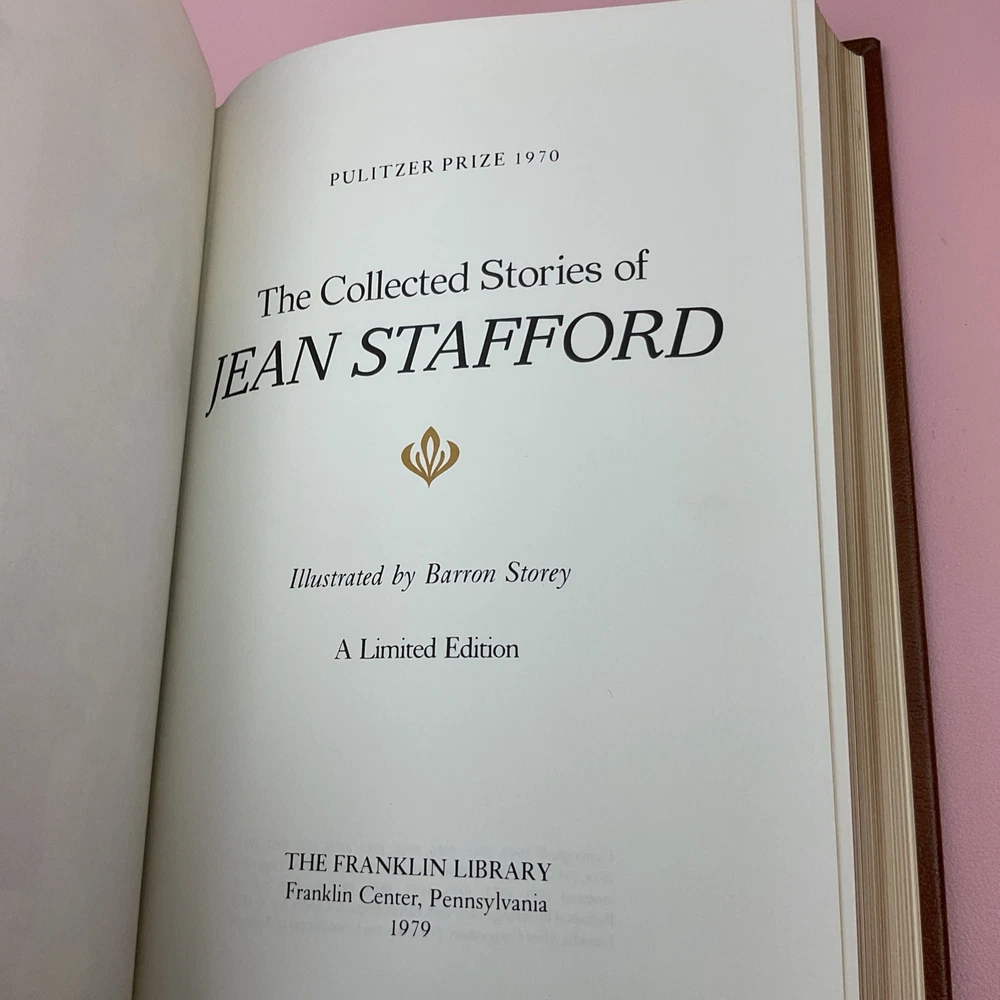 PULITZER PRIZE 1970
The Collected Stories of
JEAN STAFFORD
Illustrated by Barron Storey
A Limited Edition
THE FRANKLIN LIBRARY
Franklin Center, Pennsylvania
1979